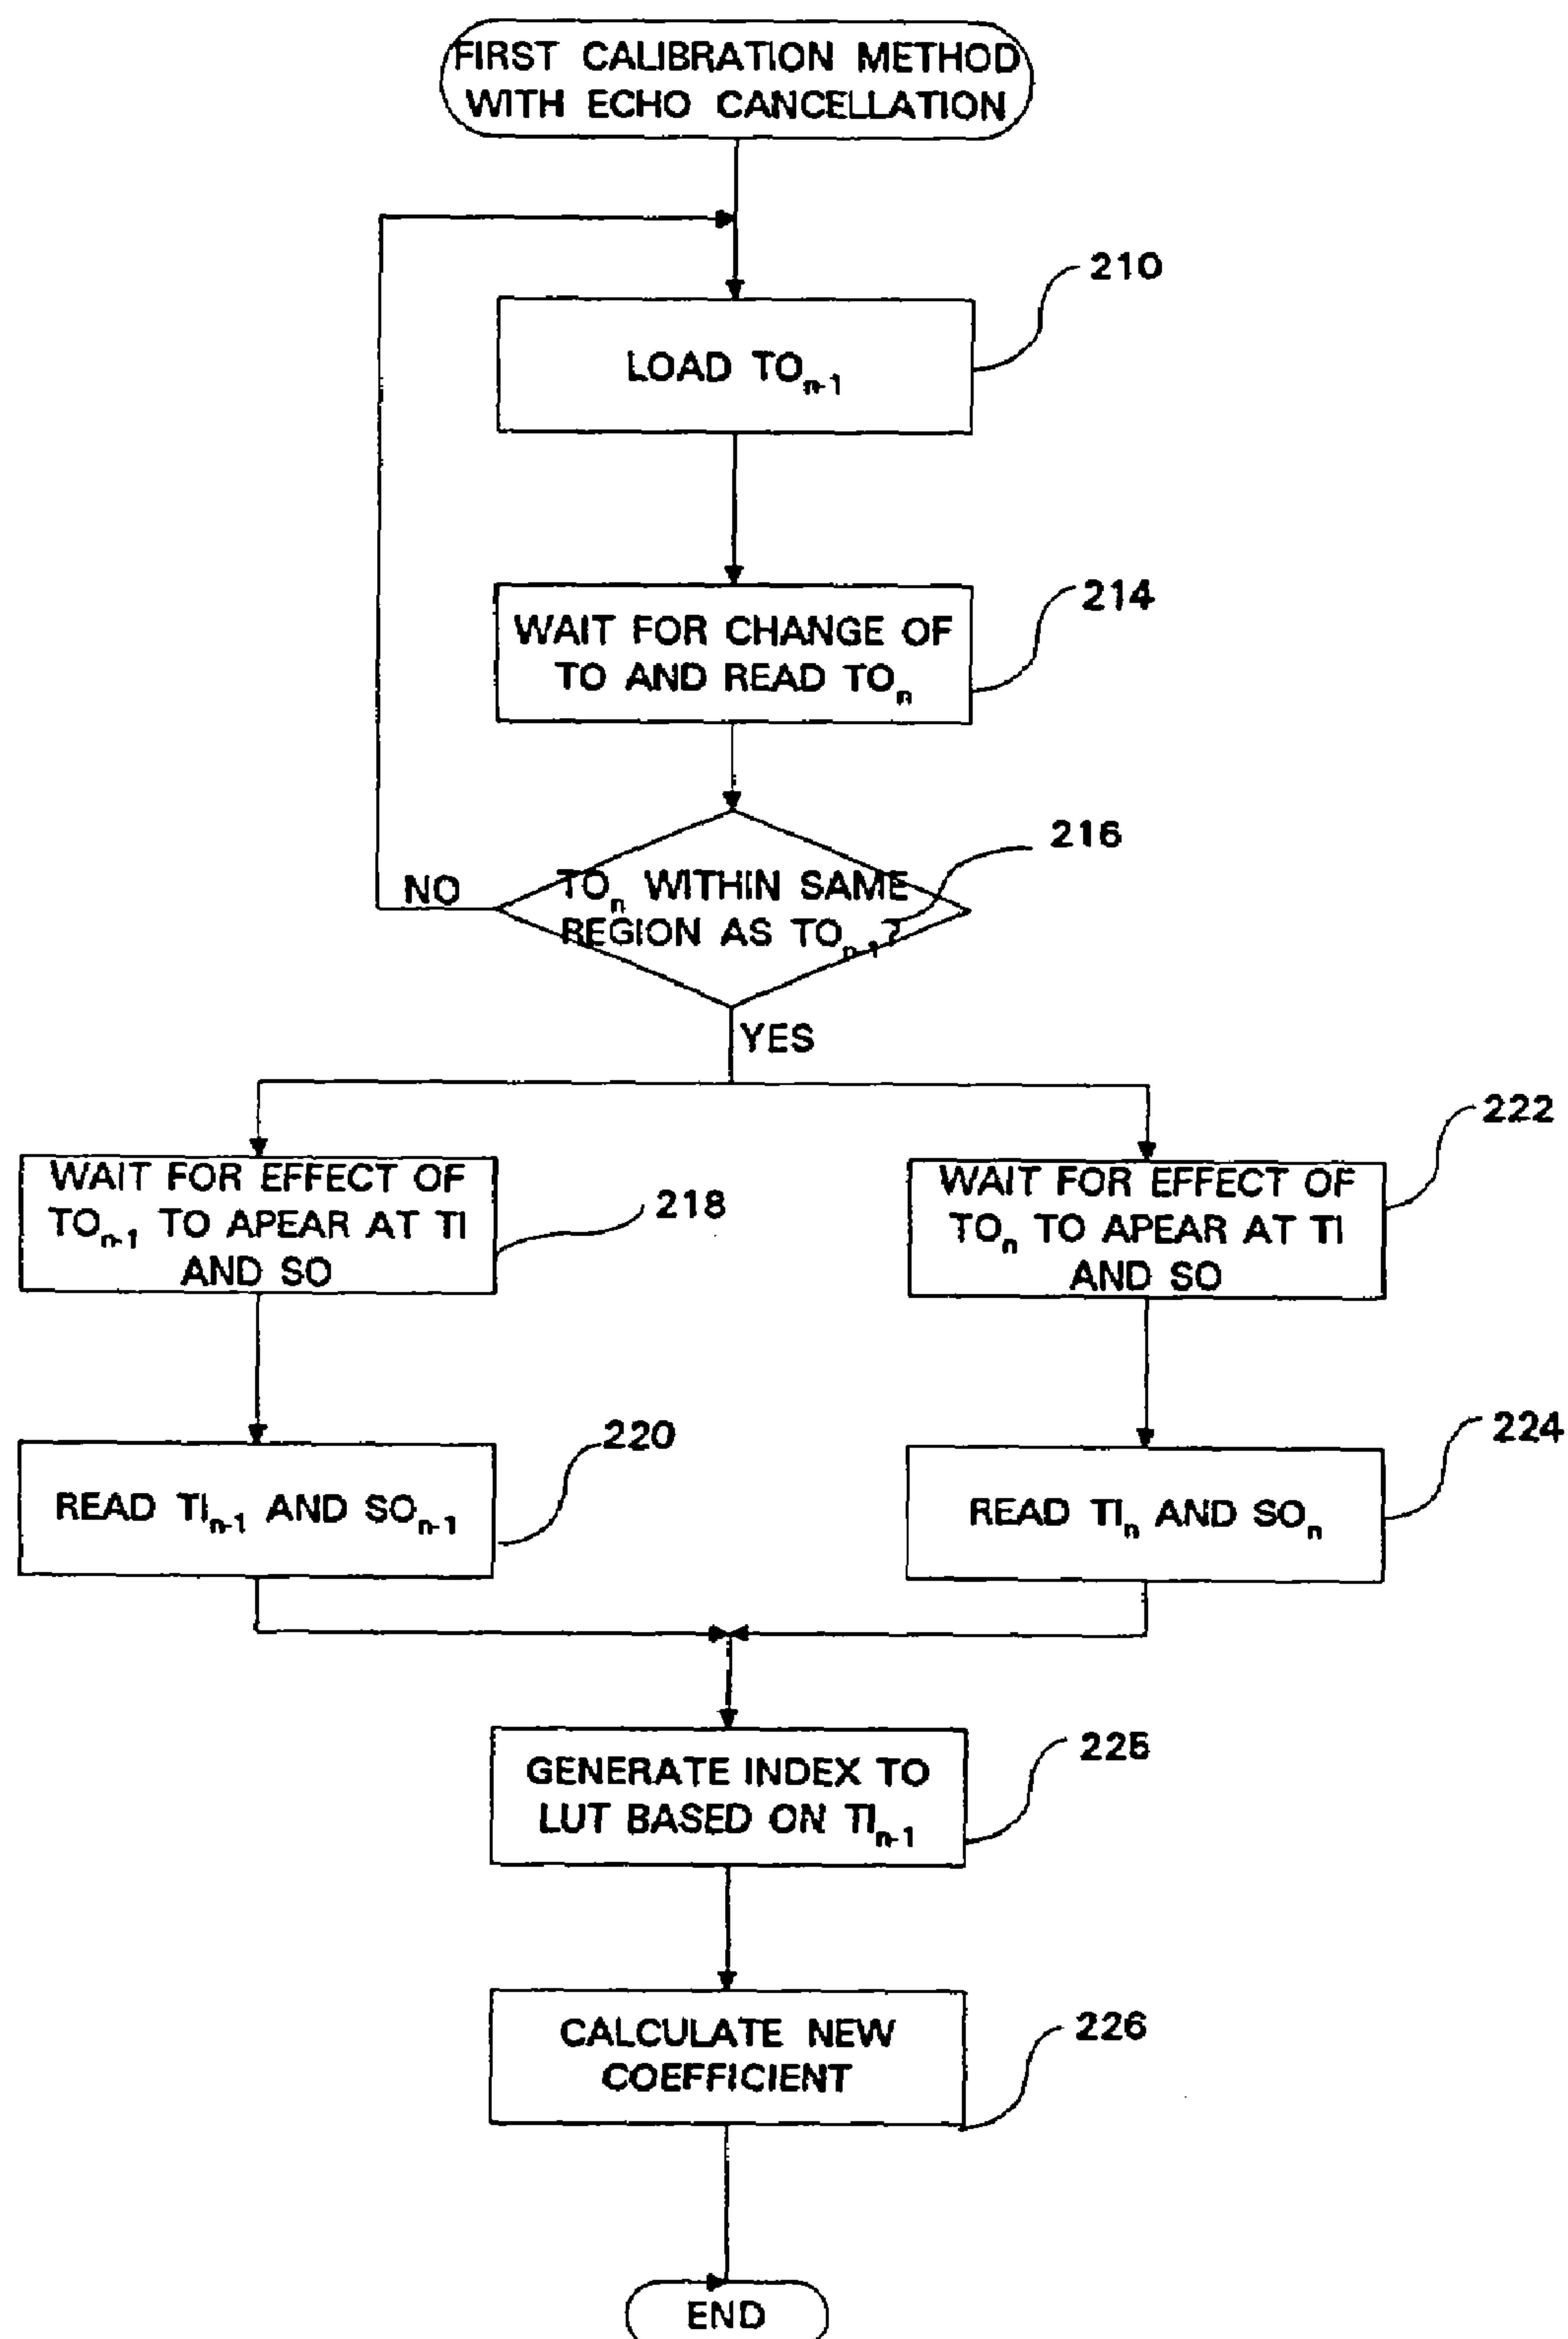 FIRST CALIBRATION METHOD
WITH ECHO CANCELLATION
210
LOAD TOn-1
214
WAIT FOR CHANGE OF
TO AND READ TOn
216
NO
TOn WITHIN SAME
REGION AS TOn-1?
YES
222
WAIT FOR EFFECT OF
TOn-1 TO APEAR AT TI
AND SO
218
WAIT FOR EFFECT OF
TOn TO APEAR AT TI
AND SO
220
224
READ TIn-1 AND SOn-1
READ TIn AND SOn
225
GENERATE INDEX TO
LUT BASED ON TIn-1
226
CALCULATE NEW
COEFFICIENT
END